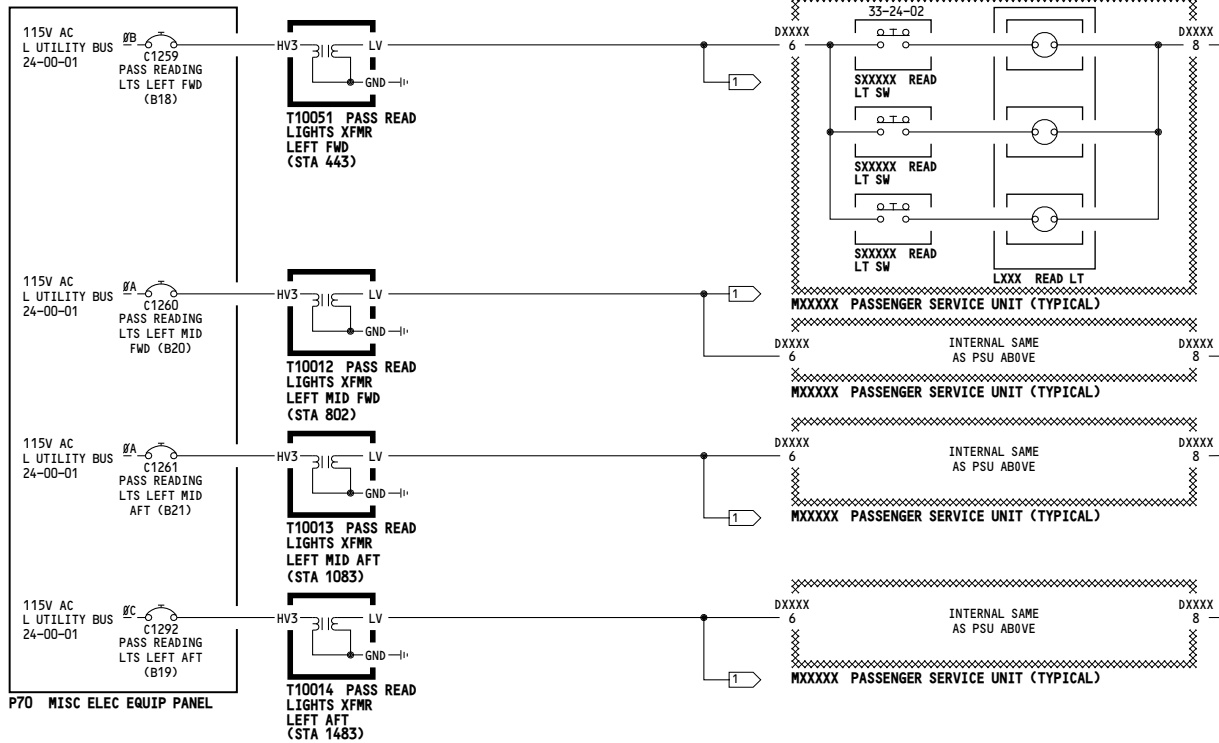 115V AC
L UTILITY BUS
24-00-01
ØB
C1259
PASS READING
LTS LEFT FWD
(B18)
HV3
LV
GND
T10051 PASS READ
LIGHTS XFMR
LEFT FWD
(STA 443)
1
DXXXX
6
33-24-02
SXXXXX READ
LT SW
SXXXXX READ
LT SW
SXXXXX READ
LT SW
LXXX READ LT
DXXXX
8
MXXXXX PASSENGER SERVICE UNIT (TYPICAL)
115V AC
L UTILITY BUS
24-00-01
ØA
C1260
PASS READING
LTS LEFT MID
FWD (B20)
HV3
LV
GND
T10012 PASS READ
LIGHTS XFMR
LEFT MID FWD
(STA 802)
1
DXXXX
6
INTERNAL SAME
AS PSU ABOVE
DXXXX
8
MXXXXX PASSENGER SERVICE UNIT (TYPICAL)
115V AC
L UTILITY BUS
24-00-01
ØA
C1261
PASS READING
LTS LEFT MID
AFT (B21)
HV3
LV
GND
T10013 PASS READ
LIGHTS XFMR
LEFT MID AFT
(STA 1083)
1
DXXXX
6
INTERNAL SAME
AS PSU ABOVE
DXXXX
8
MXXXXX PASSENGER SERVICE UNIT (TYPICAL)
115V AC
L UTILITY BUS
24-00-01
ØC
C1292
PASS READING
LTS LEFT AFT
(B19)
HV3
LV
GND
T10014 PASS READ
LIGHTS XFMR
LEFT AFT
(STA 1483)
1
DXXXX
6
INTERNAL SAME
AS PSU ABOVE
DXXXX
8
MXXXXX PASSENGER SERVICE UNIT (TYPICAL)
P70 MISC ELEC EQUIP PANEL